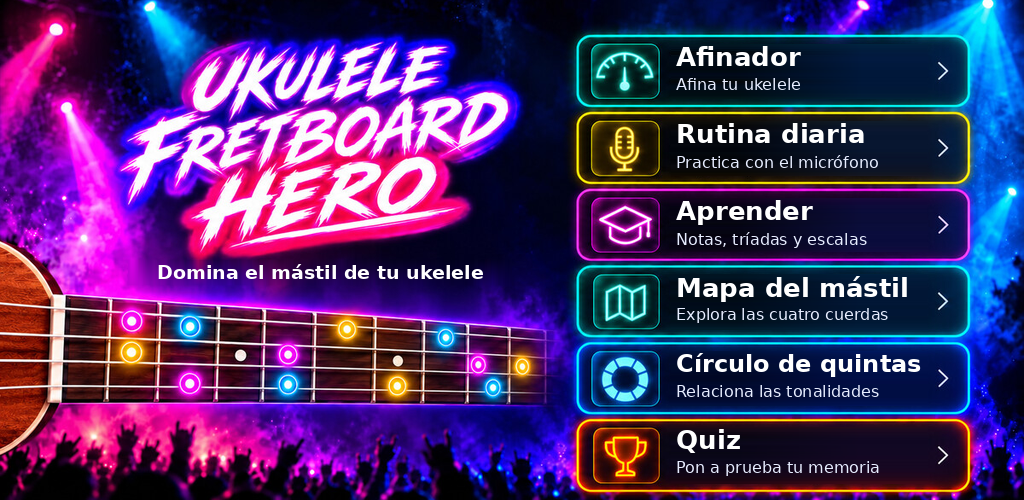 UKULELE
FRETBOARD
HERO
Domina el mástil de tu ukelele
Afinador
Afina tu ukelele
Rutina diaria
Practica con el micrófono
Aprender
Notas, tríadas y escalas
Mapa del mástil
Explora las cuatro cuerdas
Círculo de quintas
Relaciona las tonalidades
Quiz
Pon a prueba tu memoria